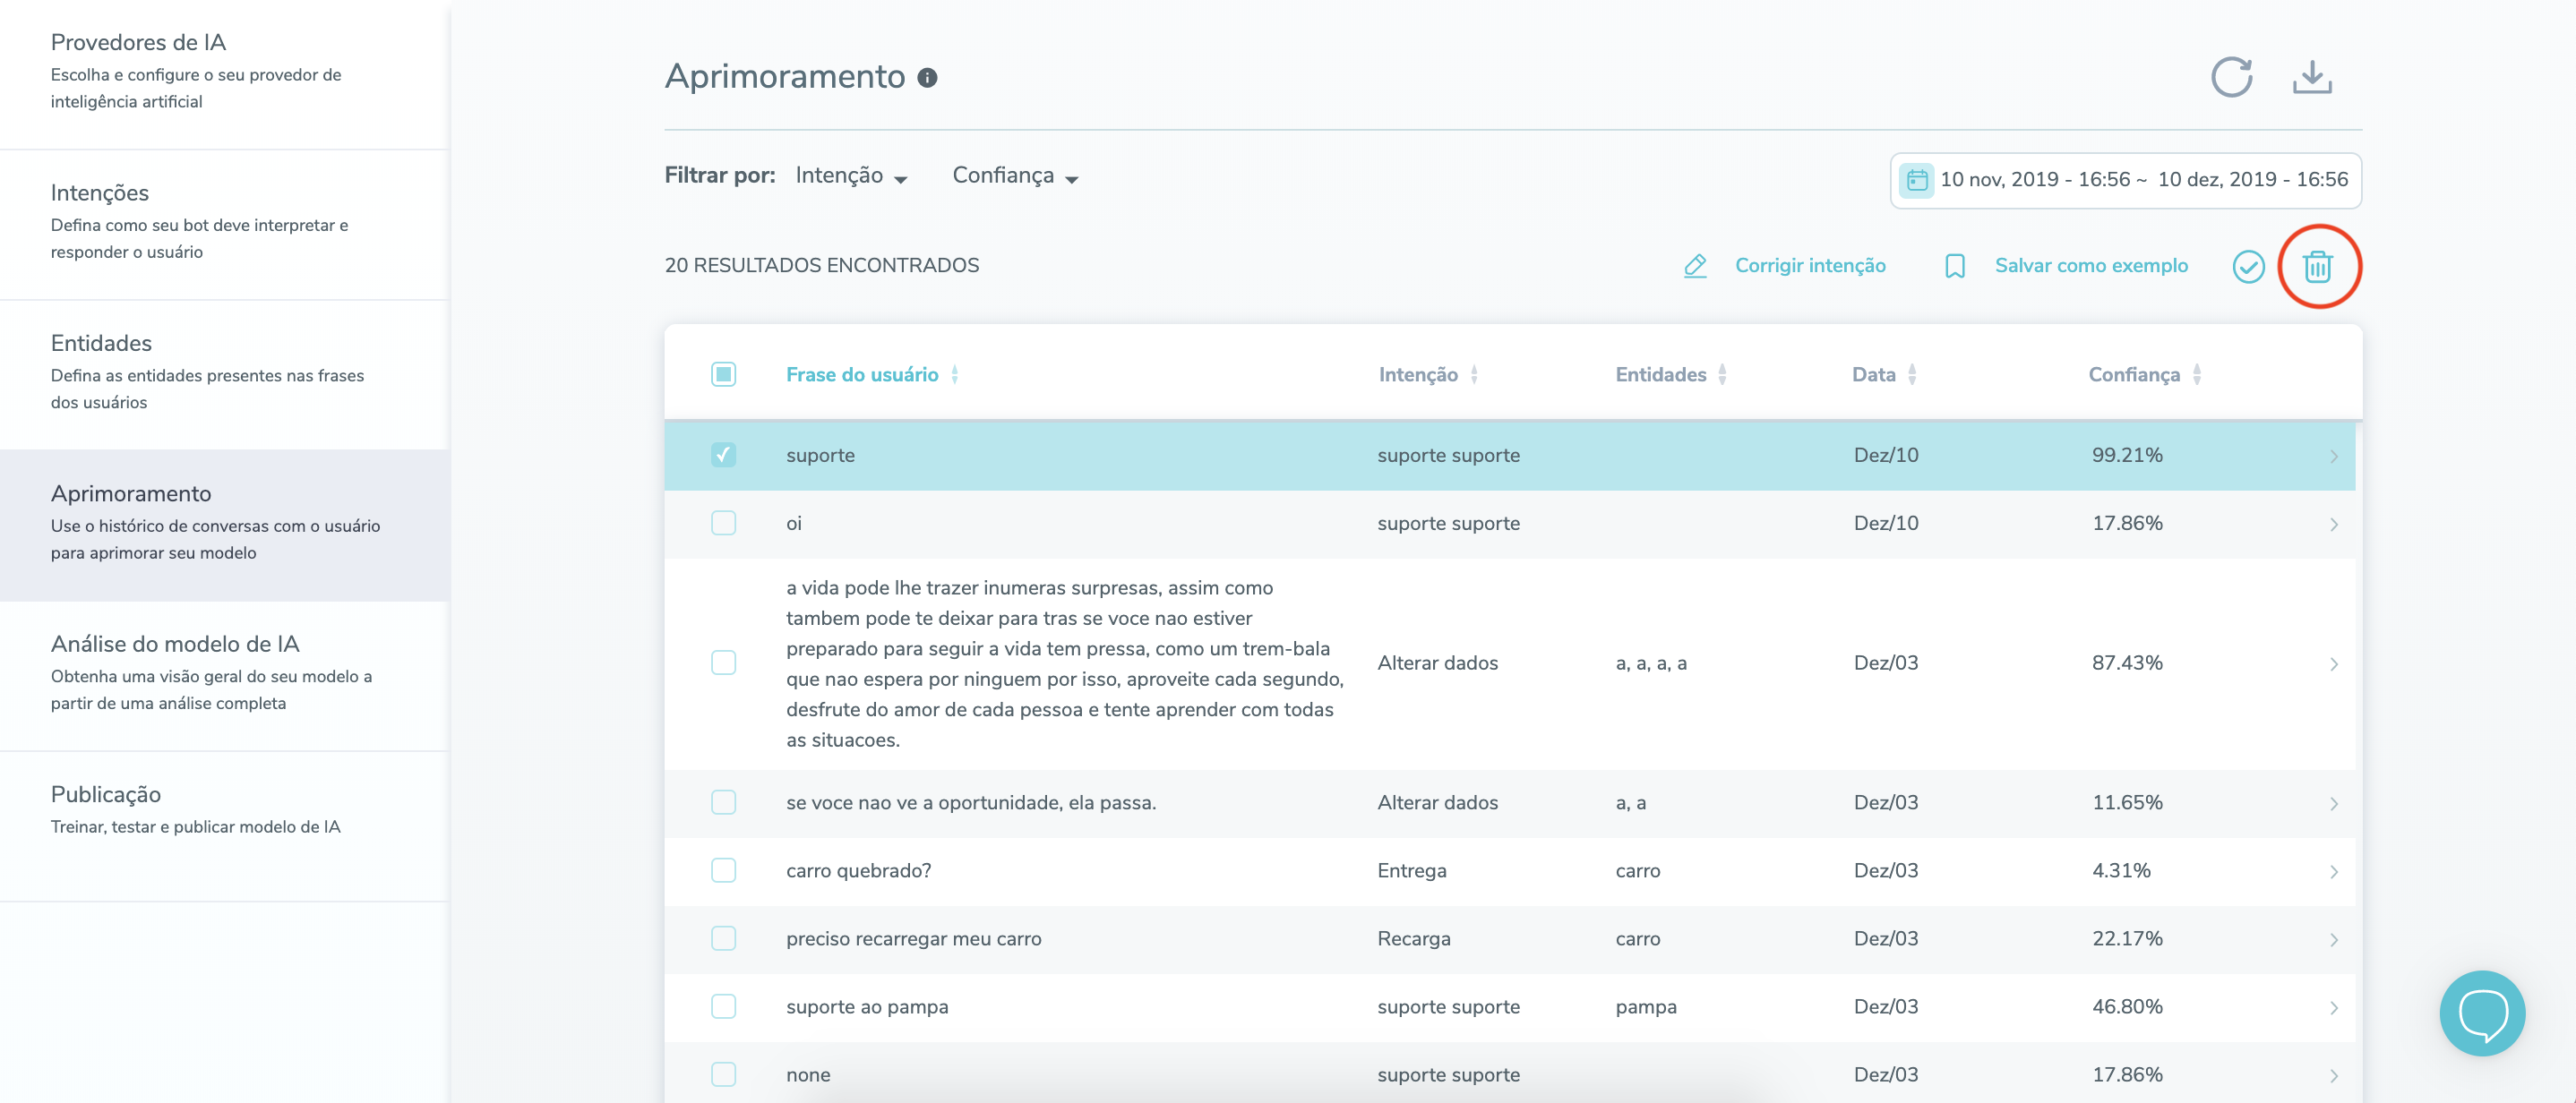 Provedores de IA
Escolha e configure o seu provedor de
inteligência artificial
Intenções
Defina como seu bot deve interpretar e
responder o usuário
Entidades
Defina as entidades presentes nas frases
dos usuários
Aprimoramento
Use o histórico de conversas com o usuário
para aprimorar seu modelo
Análise do modelo de IA
Obtenha uma visão geral do seu modelo a
partir de uma análise completa
Publicação
Treinar, testar e publicar modelo de IA
Aprimoramento
Filtrar por: Intenção Confiança
10 nov, 2019 - 16:56 ~ 10 dez, 2019 - 16:56
20 RESULTADOS ENCONTRADOS
Corrigir intenção Salvar como exemplo
Frase do usuário Intenção Entidades Data Confiança
suporte suporte suporte Dez/10 99.21%
oi suporte suporte Dez/10 17.86%
a vida pode lhe trazer inumeras surpresas, assim como
tambem pode te deixar para tras se voce nao estiver
preparado para seguir a vida tem pressa, como um trem-bala
que nao espera por ninguem por isso, aproveite cada segundo,
desfrute do amor de cada pessoa e tente aprender com todas
as situacoes.
Alterar dados a, a, a, a Dez/03 87.43%
se voce nao ve a oportunidade, ela passa. Alterar dados a, a Dez/03 11.65%
carro quebrado? Entrega carro Dez/03 4.31%
preciso recarregar meu carro Recarga carro Dez/03 22.17%
suporte ao pampa suporte suporte pampa Dez/03 46.80%
none suporte suporte Dez/03 17.86%